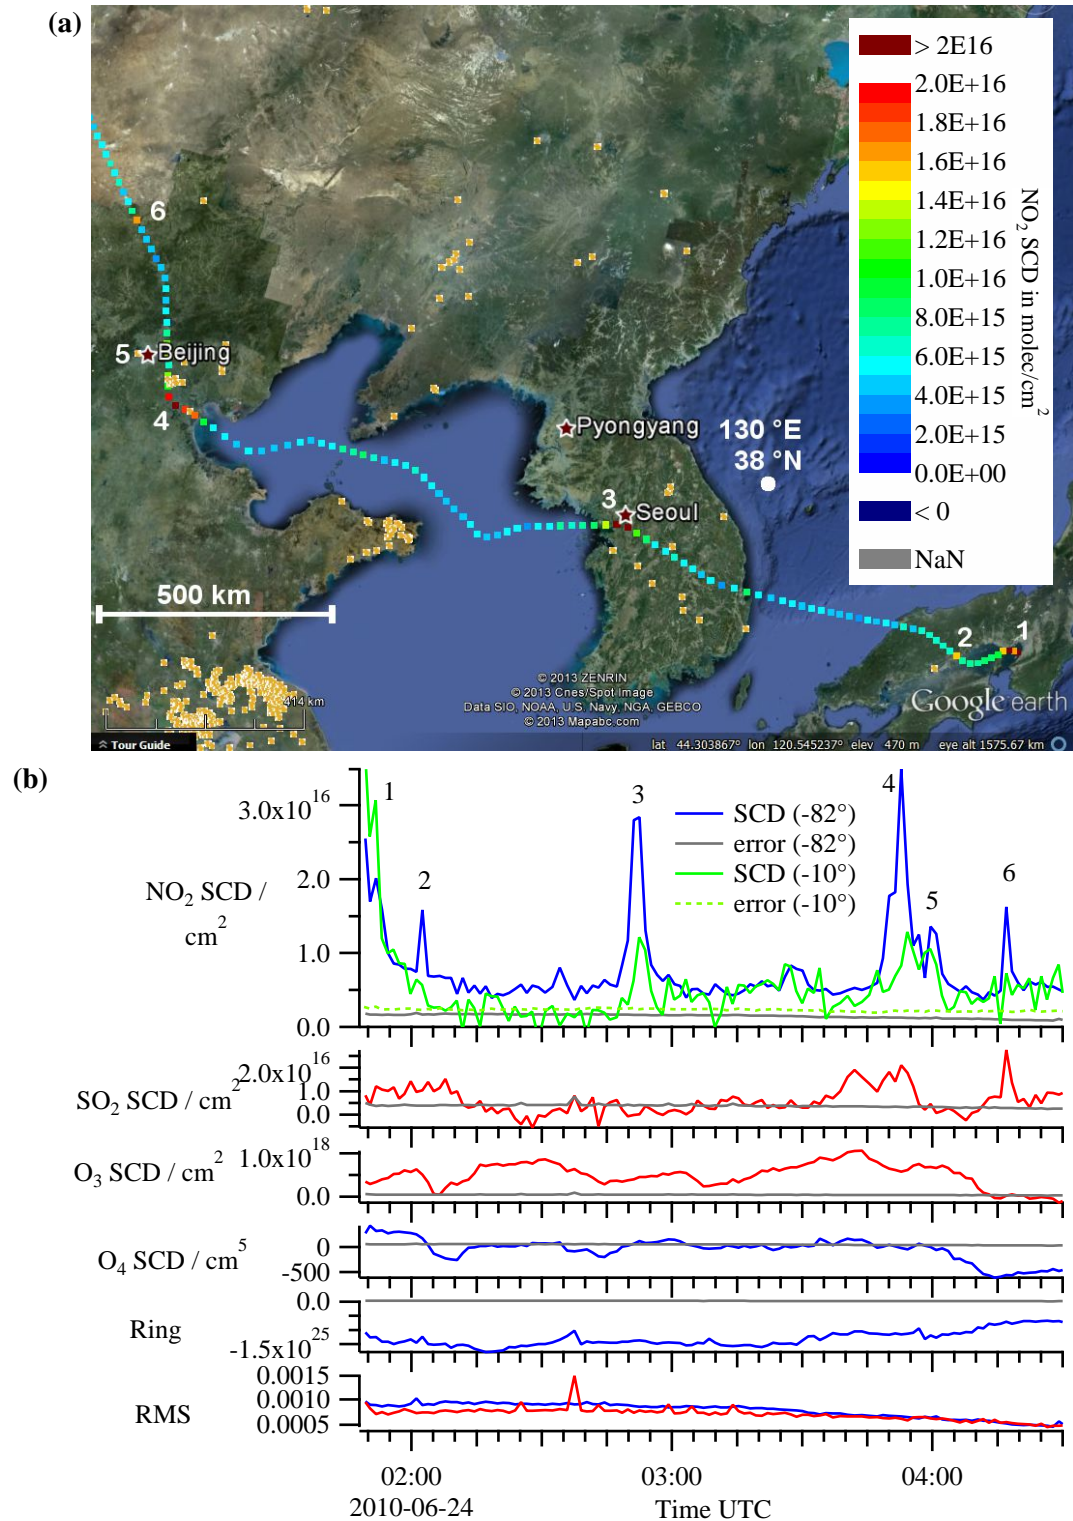 (a)
> 2E16
2.0E+16
1.8E+16
1.6E+16
1.4E+16
1.2E+16
1.0E+16
8.0E+15
6.0E+15
4.0E+15
2.0E+15
0.0E+00
< 0
NaN
NO₂ SCD in molec/cm²
6
5 Beijing
4
Pyongyang
130 °E
38 °N
3 Seoul
500 km
2 1
414 km
© 2013 ZENRIN
© 2013 Cnes/Spot Image
Data SIO, NOAA, U.S. Navy, NGA, GEBCO
© 2013 Mapabc.com
Google earth
Tour Guide
lat 44.303867° lon 120.545237° elev 470 m eye alt 1575.67 km
(b)
NO₂ SCD / cm²
3.0x10¹⁶
2.0
1.0
0.0
1
2
3
4
5
6
SCD (-82°)
error (-82°)
SCD (-10°)
error (-10°)
SO₂ SCD / cm²
2.0x10¹⁶
1.0
0.0
O₃ SCD / cm²
1.0x10¹⁸
0.0
O₄ SCD / cm⁵
0
-500
Ring
0.0
-1.5x10²⁵
RMS
0.0015
0.0010
0.0005
02:00 03:00 04:00
2010-06-24 Time UTC